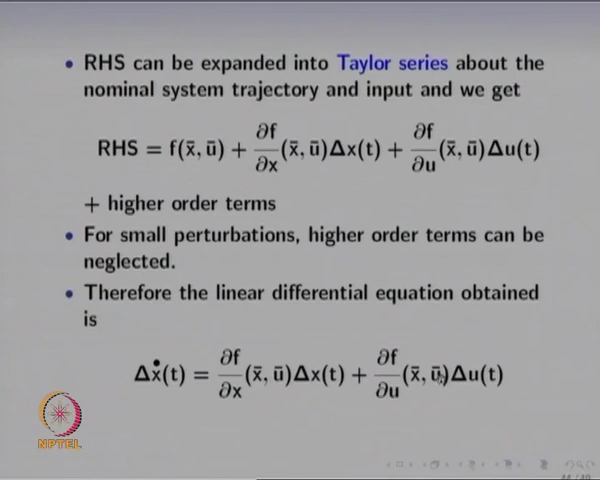 • RHS can be expanded into Taylor series about the
nominal system trajectory and input and we get
RHS = f(x̄, ū) + ∂f/∂x (x̄, ū)Δx(t) + ∂f/∂u (x̄, ū)Δu(t)
+ higher order terms
• For small perturbations, higher order terms can be
neglected.
• Therefore the linear differential equation obtained
is
Δẋ(t) = ∂f/∂x (x̄, ū)Δx(t) + ∂f/∂u (x̄, ū)Δu(t)
NPTEL